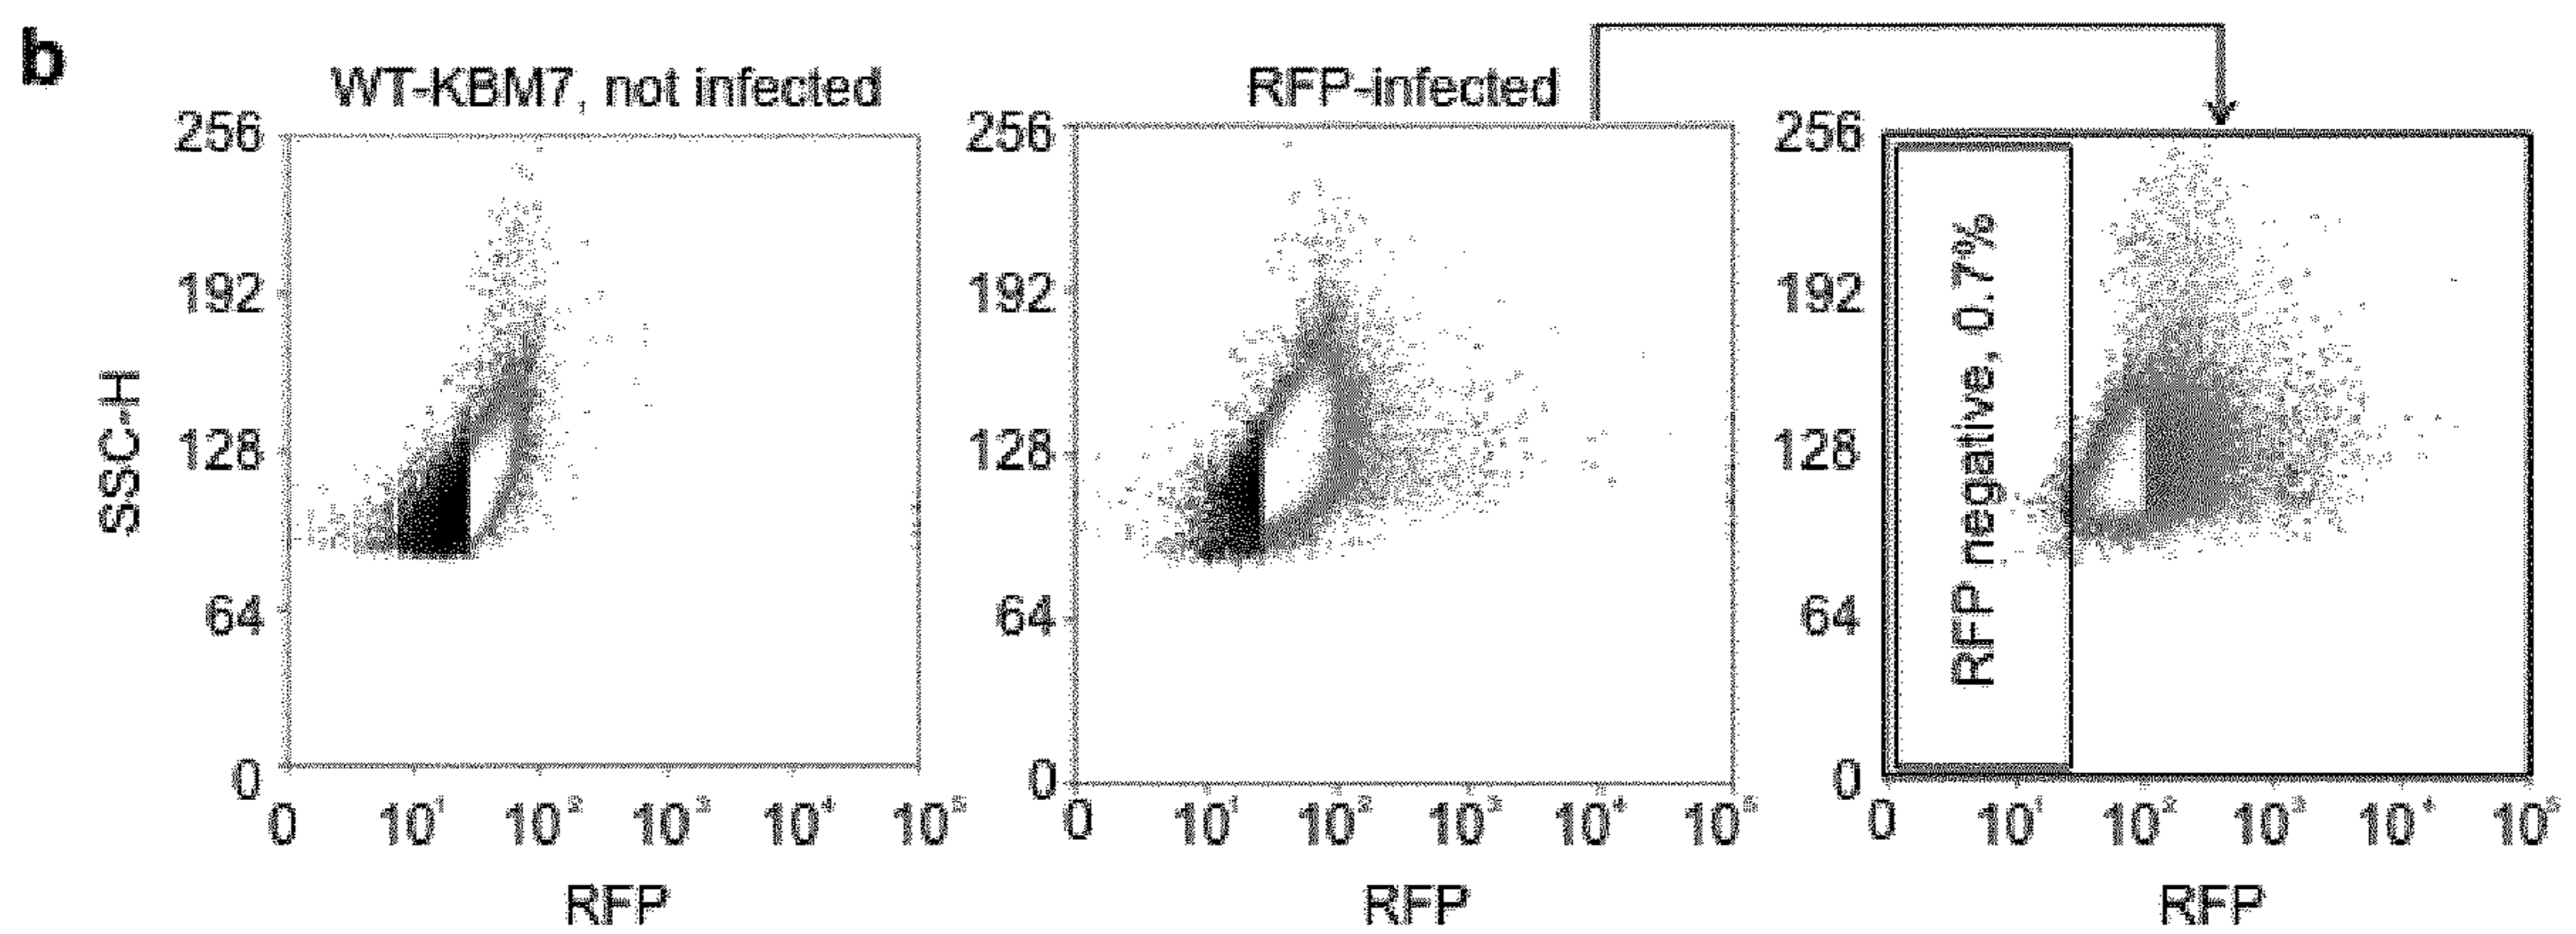 b
WT-KBM7, not infected
RFP-infected
SSC-H
256
192
128
64
0
0 10¹ 10² 10³ 10⁴ 10⁵
RFP
256
192
128
64
0
0 10¹ 10² 10³ 10⁴ 10⁵
RFP
256
192
128
64
0
RFP negative, 0.7%
0 10¹ 10² 10³ 10⁴ 10⁵
RFP